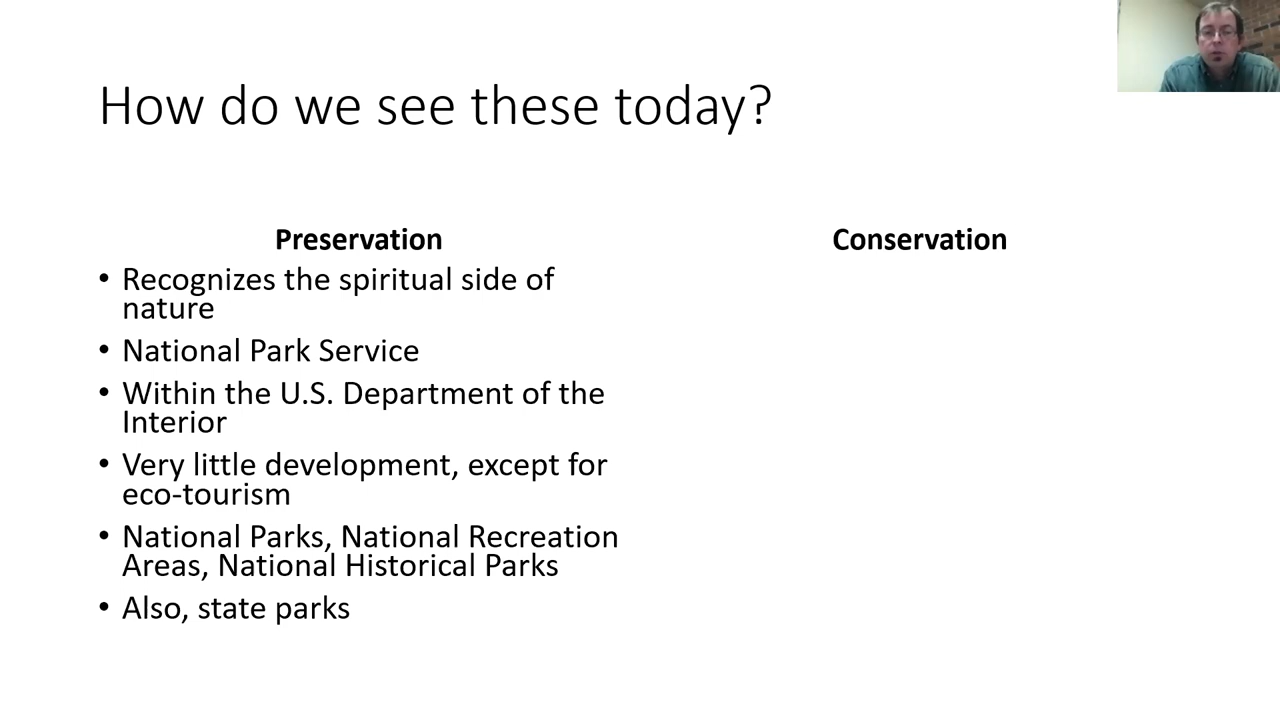 How do we see these today?
Preservation
• Recognizes the spiritual side of
nature
• National Park Service
• Within the U.S. Department of the
Interior
• Very little development, except for
eco-tourism
• National Parks, National Recreation
Areas, National Historical Parks
• Also, state parks
Conservation